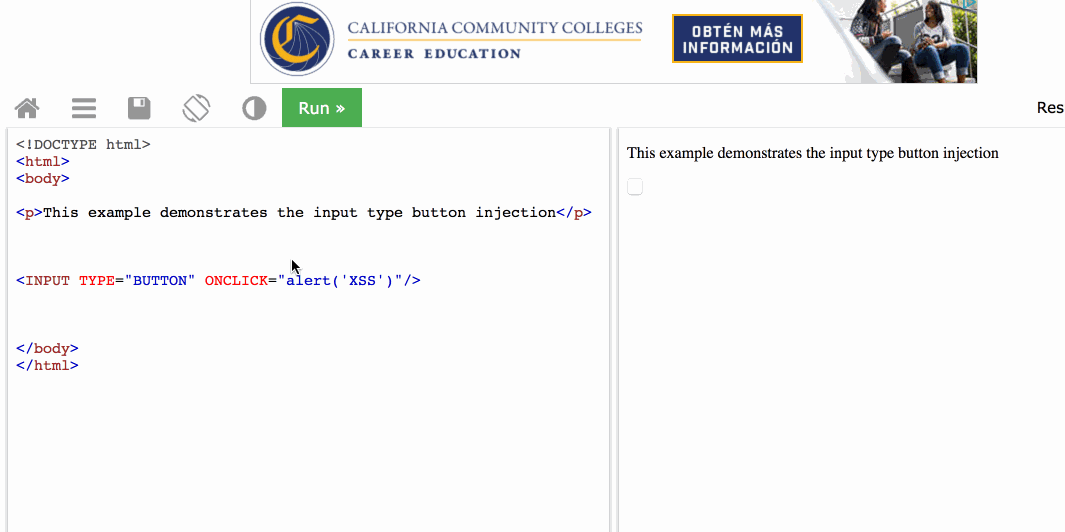 CALIFORNIA COMMUNITY COLLEGES
CAREER EDUCATION
OBTÉN MÁS
INFORMACIÓN
Run »
Res
<!DOCTYPE html>
<html>
<body>
<p>This example demonstrates the input type button injection</p>
<INPUT TYPE="BUTTON" ONCLICK="alert('XSS')"/>
</body>
</html>
This example demonstrates the input type button injection